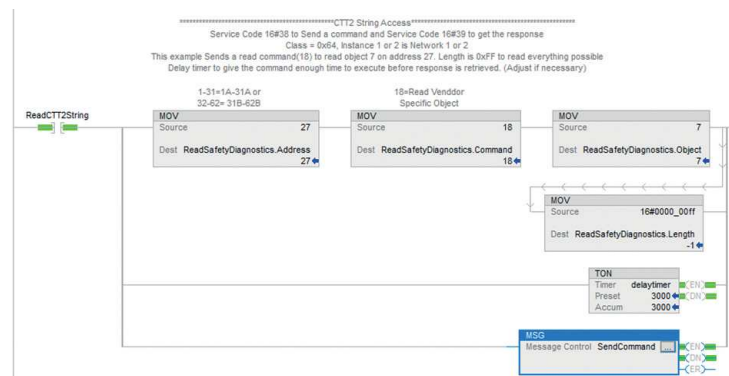 ********************************************CTT2 String Access********************************************
Service Code 16#38 to Send a command and Service Code 16#39 to get the response
Class = 0x64, Instance 1 or 2 is Network 1 or 2
This example Sends a read command(18) to read object 7 on address 27. Length is 0xFF to read everything possible
Delay timer to give the command enough time to execute before response is retrieved. (Adjust if necessary)
1-31=1A-31A or
32-62= 31B-62B
18=Read Venddor
Specific Object
ReadCTT2String
MOV
Source 27
Dest ReadSafetyDiagnostics.Address
27
MOV
Source 18
Dest ReadSafetyDiagnostics.Command
18
MOV
Source 7
Dest ReadSafetyDiagnostics.Object
7
MOV
Source 16#0000_00ff
Dest ReadSafetyDiagnostics.Length
-1
TON
Timer delaytimer
Preset 3000
Accum 3000
(EN)
(DN)
MSG
Message Control SendCommand ...
(EN)
(DN)
(ER)